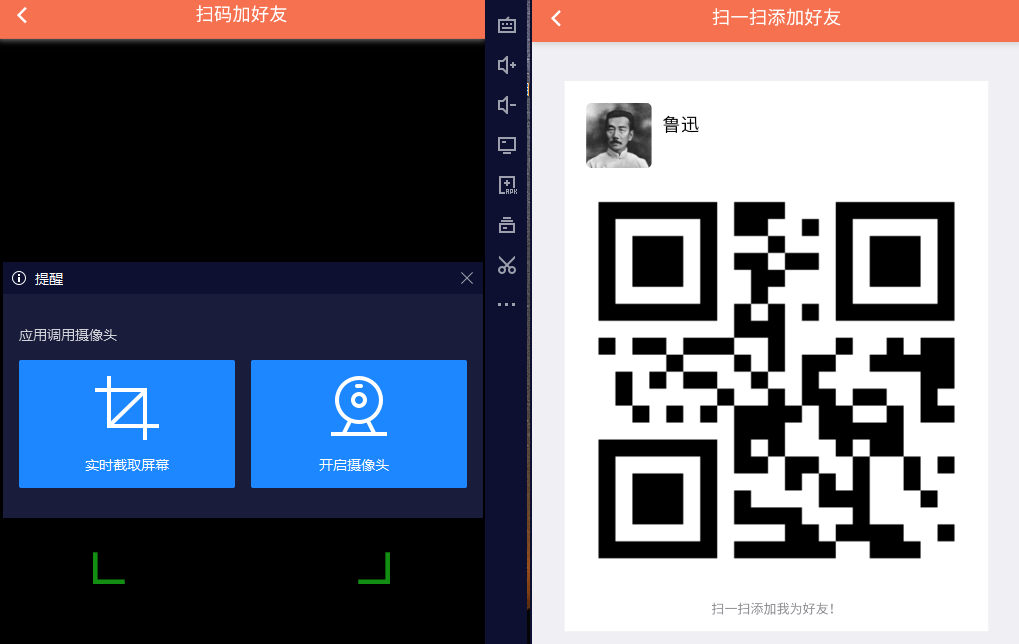 扫码加好友
提醒
应用调用摄像头
实时截取屏幕
开启摄像头
APK
扫一扫添加好友
鲁迅
扫一扫添加我为好友!